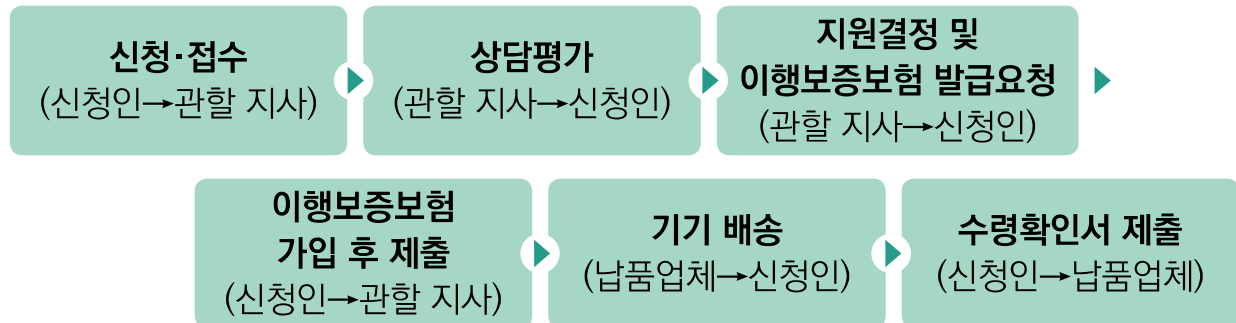 신청·접수
(신청인→관할 지사)
상담평가
(관할 지사→신청인)
지원결정 및
이행보증보험 발급요청
(관할 지사→신청인)
이행보증보험
가입 후 제출
(신청인→관할 지사)
기기 배송
(납품업체→신청인)
수령확인서 제출
(신청인→납품업체)